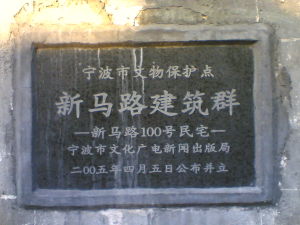 宁波市文物保护点
新马路建筑群
—新马路100号民宅—
宁波市文化广电新闻出版局
二00五年四月五日公布并立